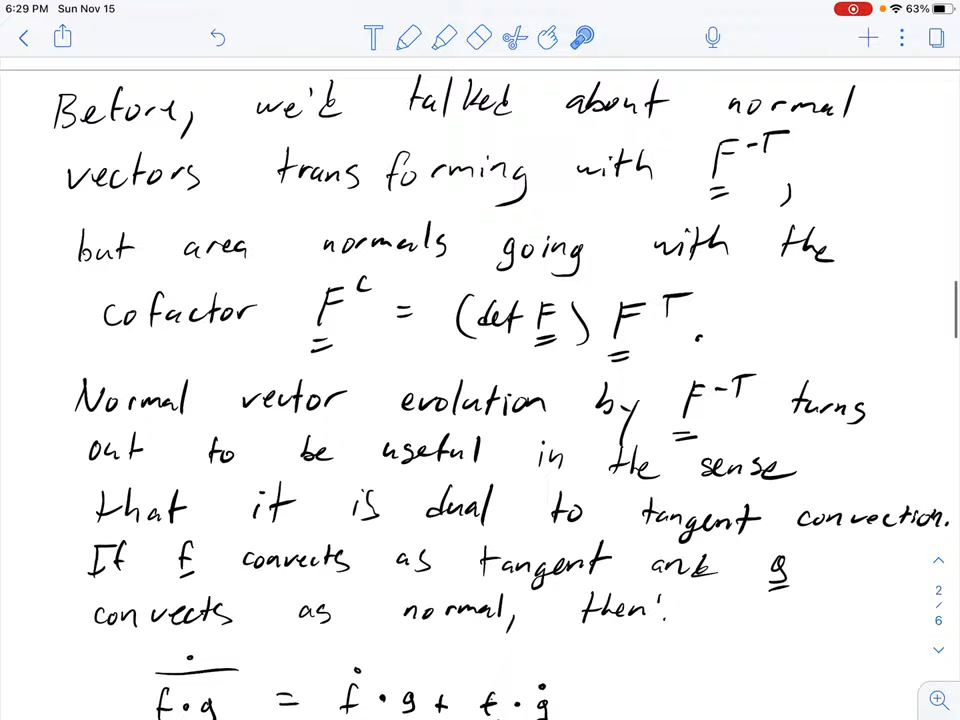 6:29 PM Sun Nov 15
63%
T
Before, we'd talked about normal
vectors transforming with F^-T,
but area normals going with the
cofactor F^C = (det F) F^T.
Normal vector evolution by F^-T turns
out to be useful in the sense
that it is dual to tangent convection.
If f convects as tangent and g
convects as normal, then:
f·g = ḟ·g + f·ġ
2
/
6